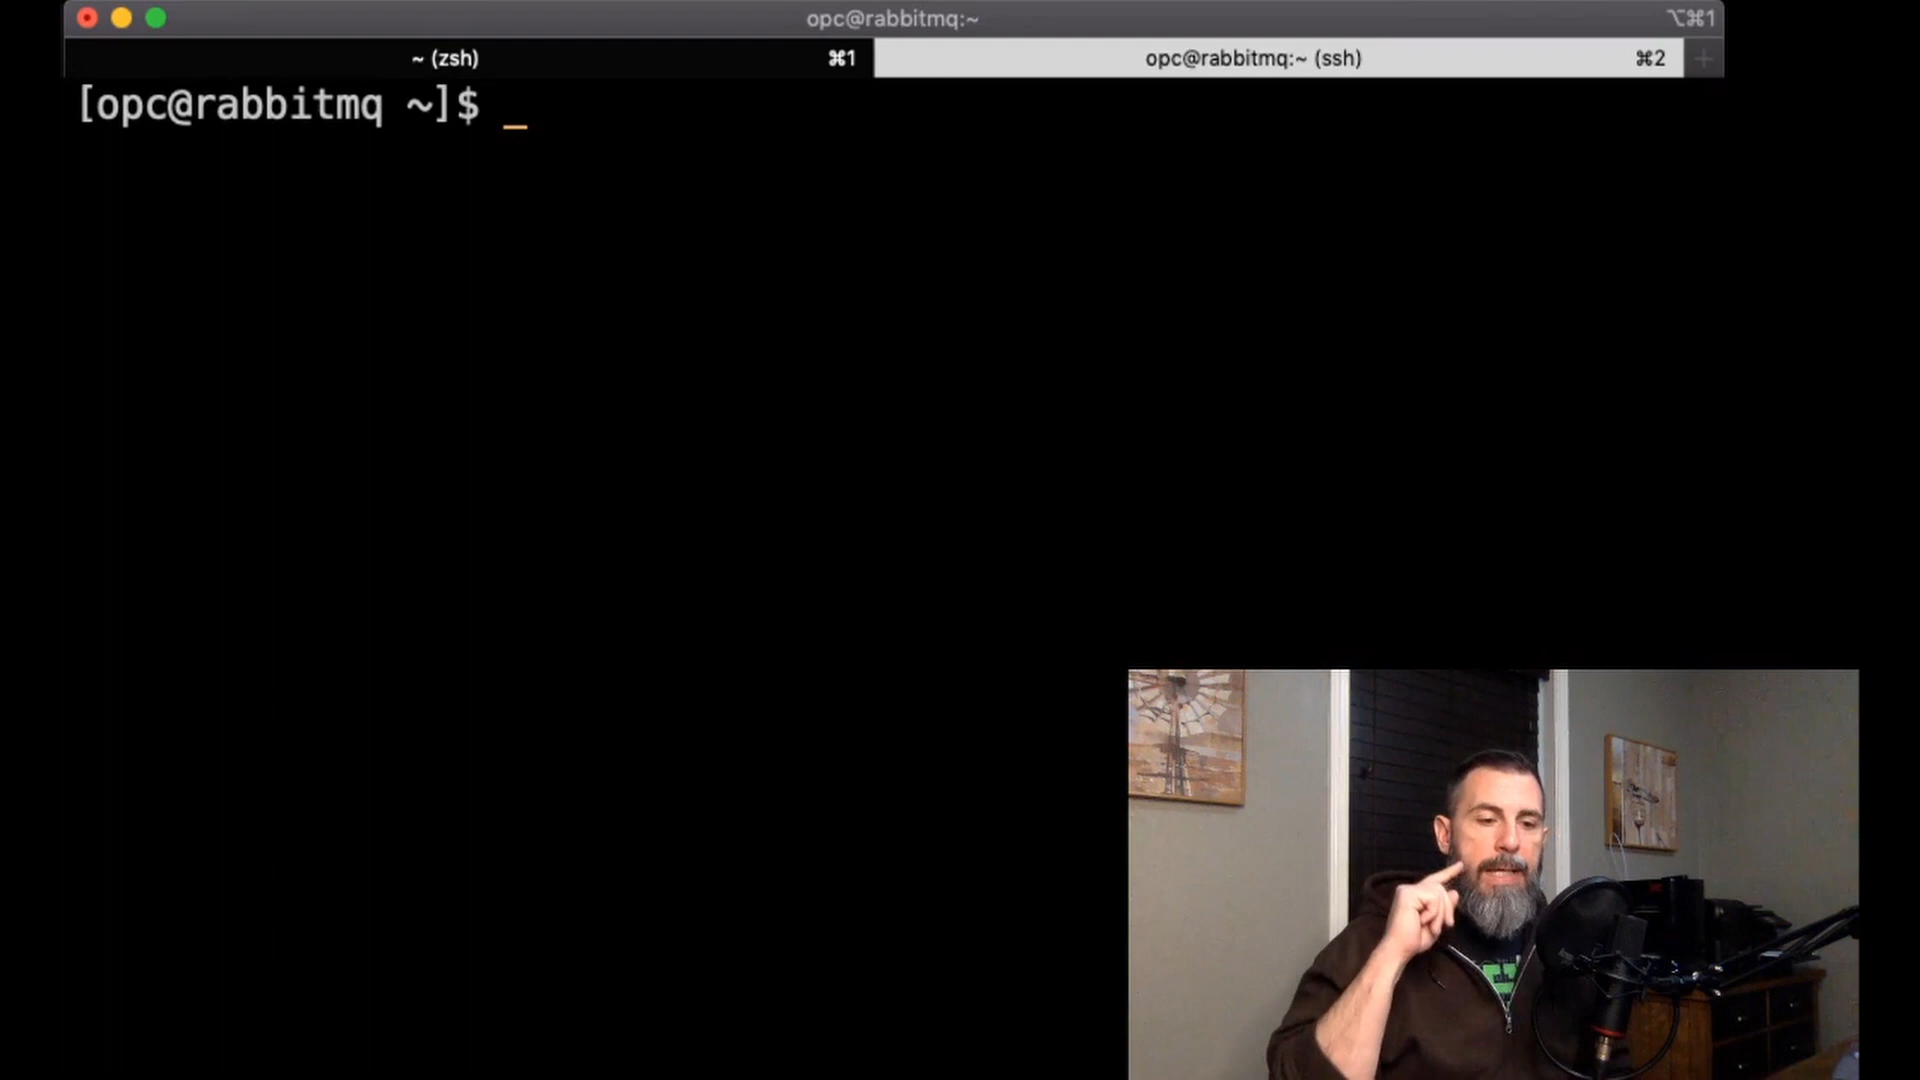 opc@rabbitmq:~
⌥⌘1
~ (zsh)
⌘1
opc@rabbitmq:~ (ssh)
⌘2
+
[opc@rabbitmq ~]$ _